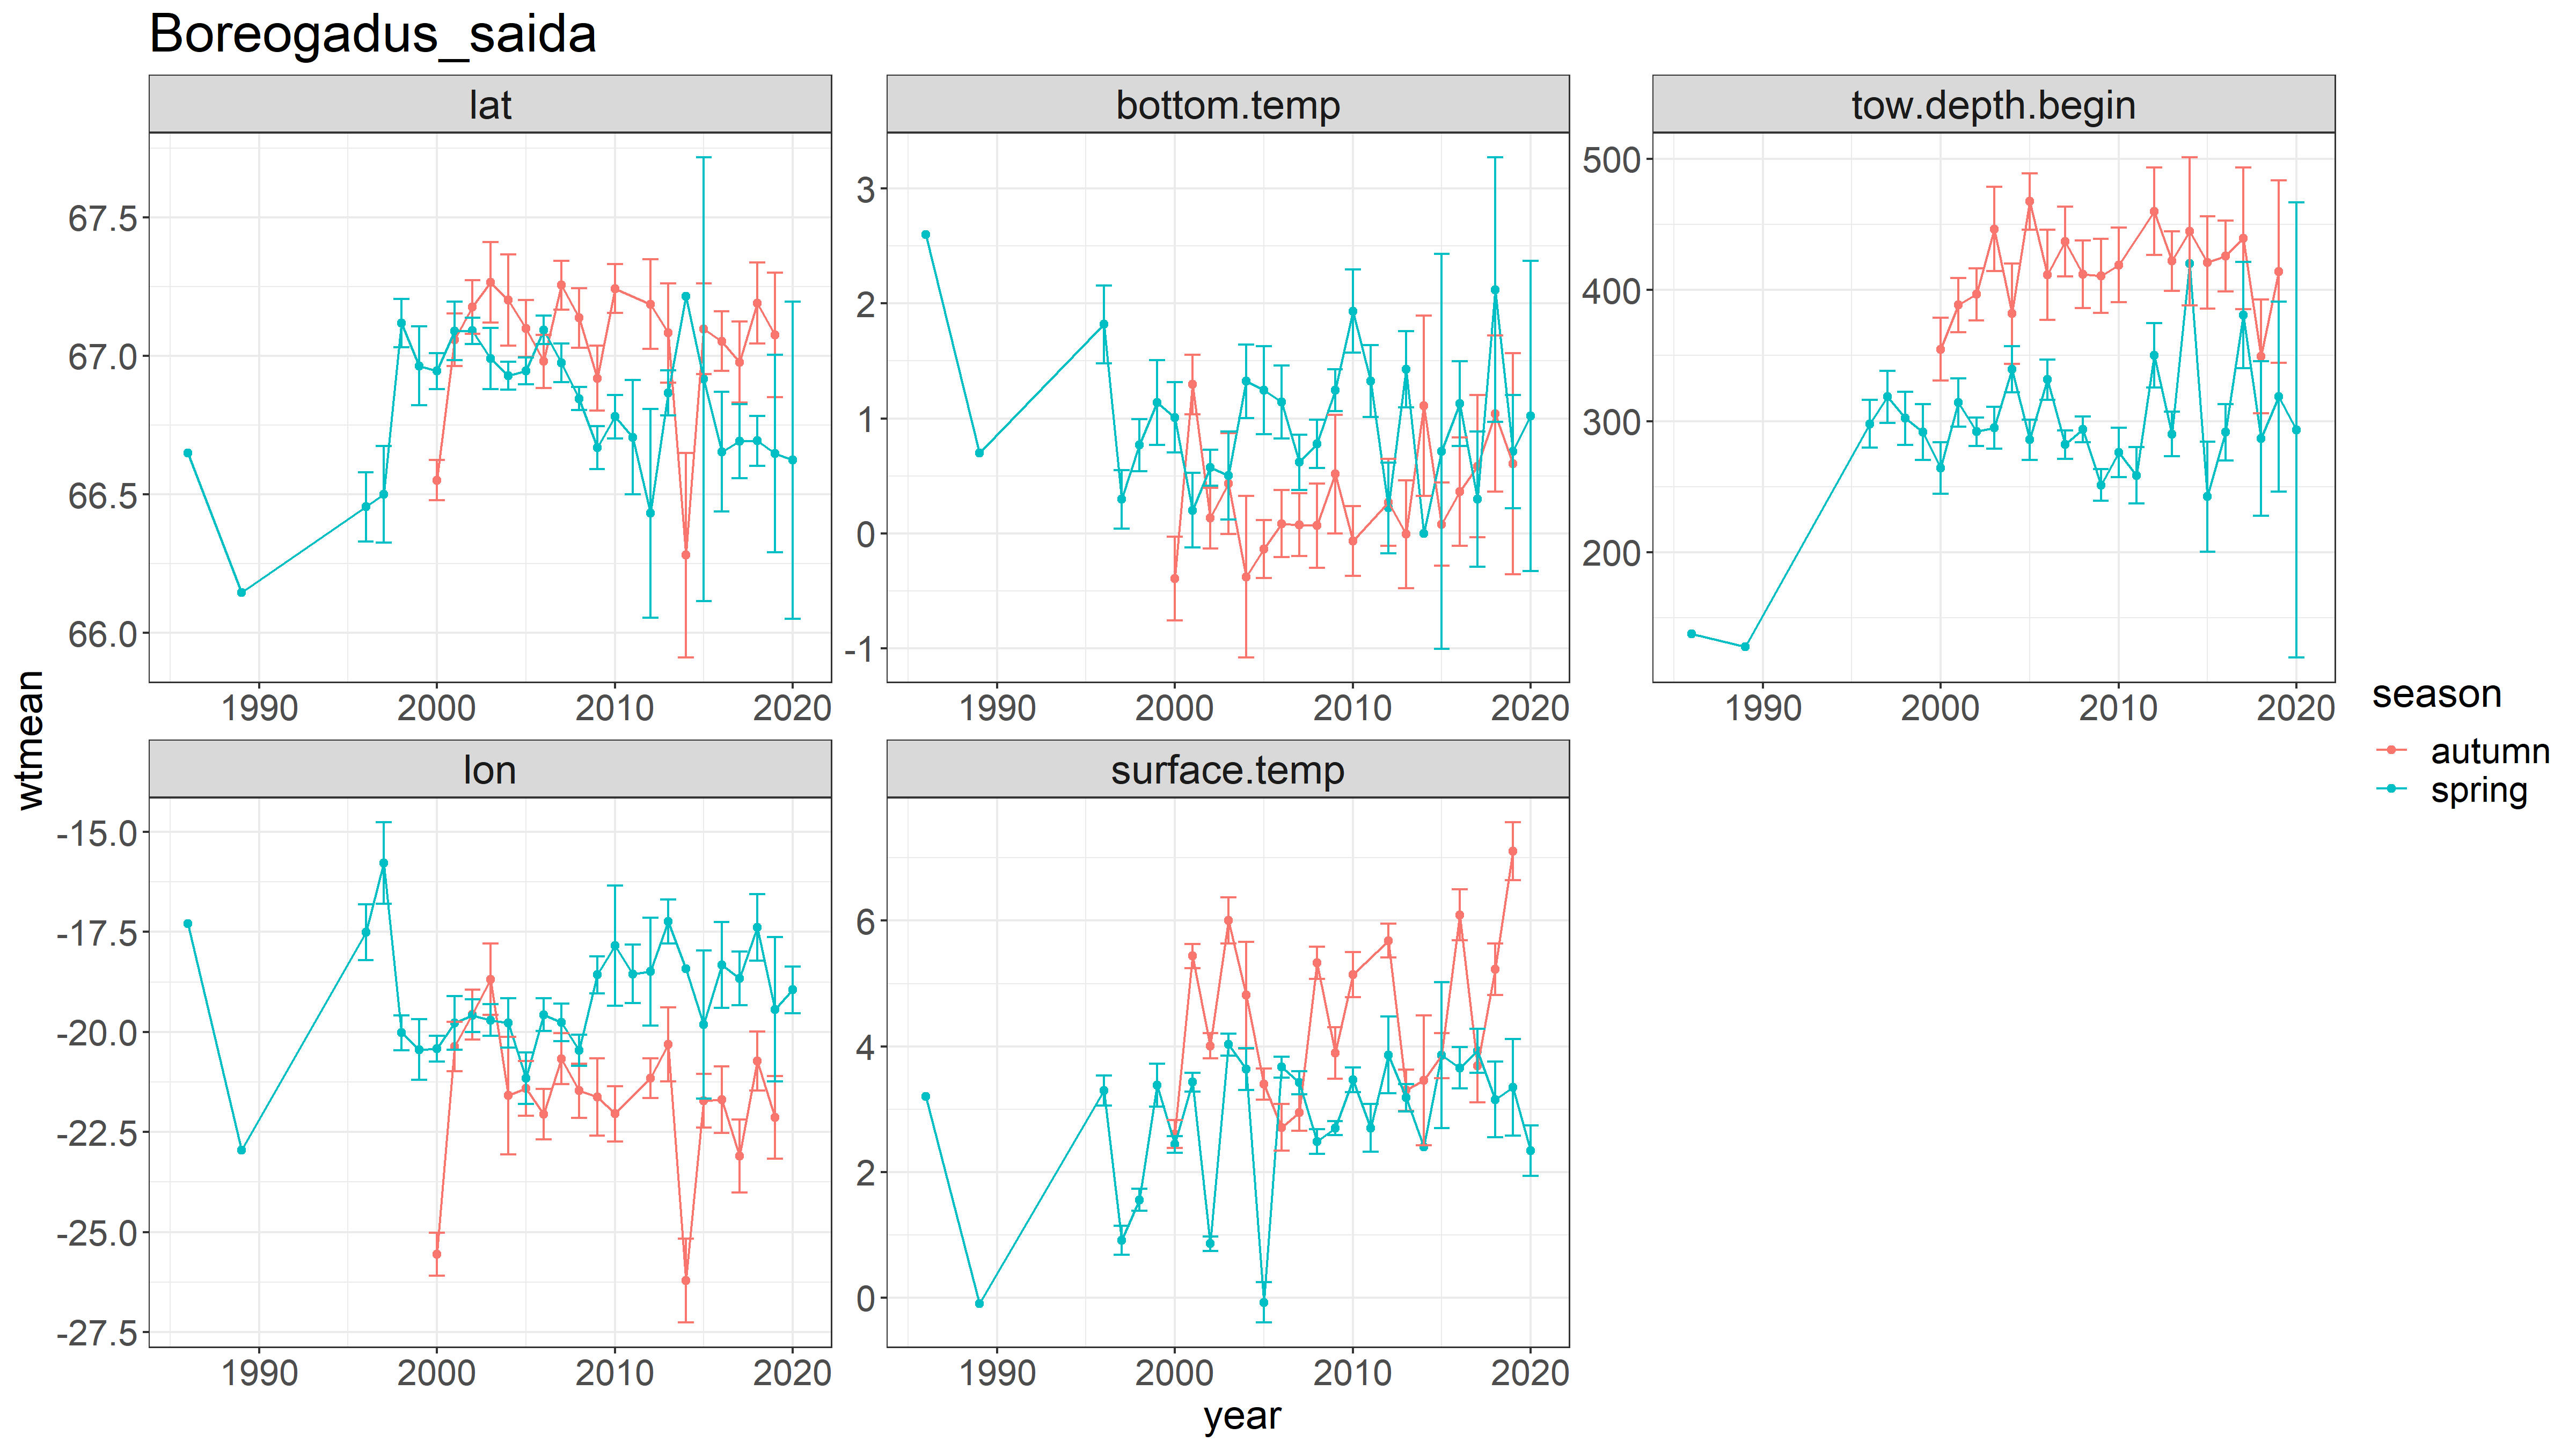 Boreogadus_saida
lat
bottom.temp
tow.depth.begin
67.5
67.0
66.5
66.0
3
2
1
0
-1
500
400
300
200
1990 2000 2010 2020
1990 2000 2010 2020
1990 2000 2010 2020
lon
surface.temp
-15.0
-17.5
-20.0
-22.5
-25.0
-27.5
6
4
2
0
1990 2000 2010 2020
1990 2000 2010 2020
wtmean
year
season
autumn
spring